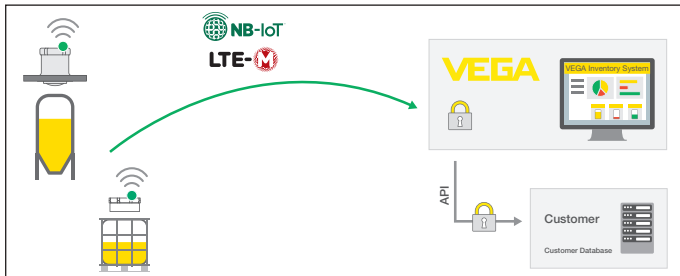 NB-IoT
LTE-M
VEGA
VEGA Inventory System
API
Customer
Customer Database